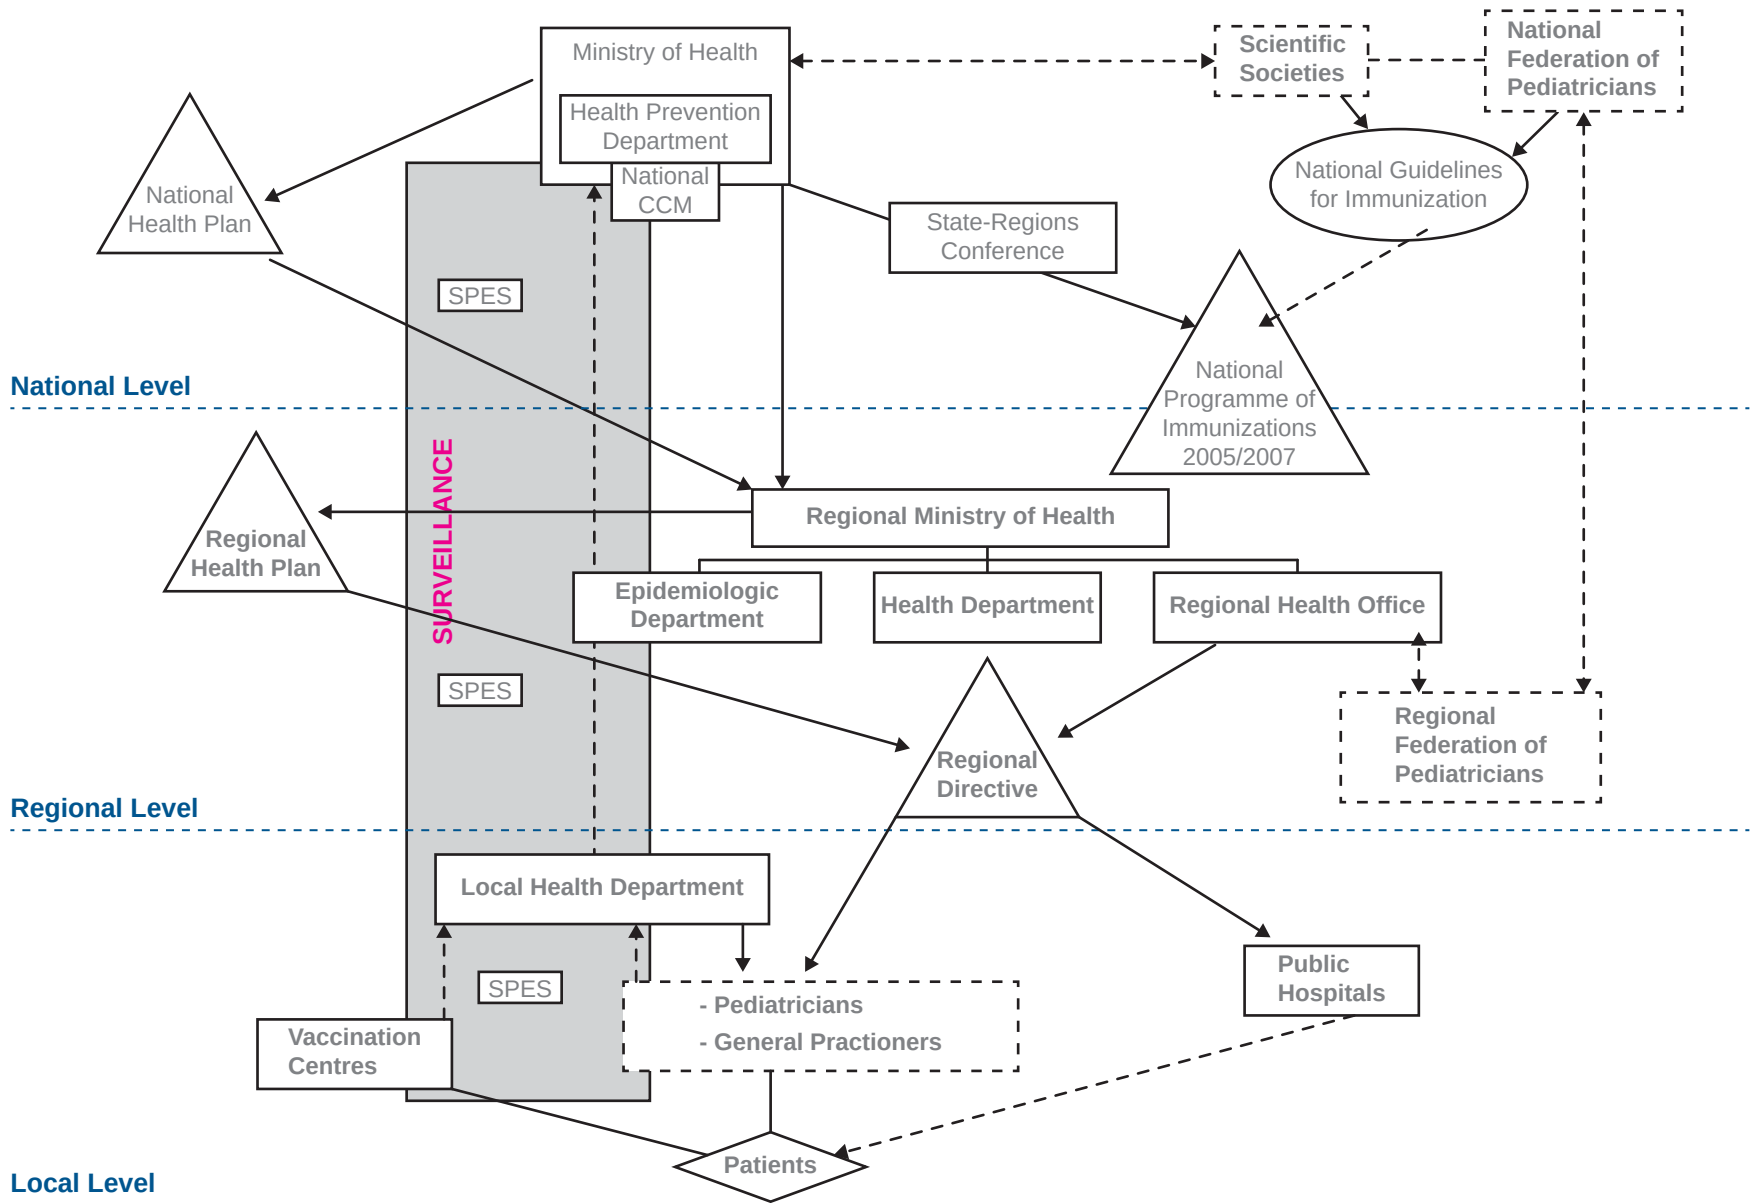 Ministry of Health
Health Prevention
Department
National
CCM
Scientific
Societies
National
Federation of
Pediatricians
National
Health Plan
National Guidelines
for Immunization
State-Regions
Conference
SPES
National
Programme of
Immunizations
2005/2007
National Level
SURVEILLANCE
Regional
Health Plan
Regional Ministry of Health
Epidemiologic
Department
Health Department
Regional Health Office
SPES
Regional
Directive
Regional
Federation of
Pediatricians
Regional Level
Local Health Department
SPES
- Pediatricians
- General Practioners
Public
Hospitals
Vaccination
Centres
Patients
Local Level